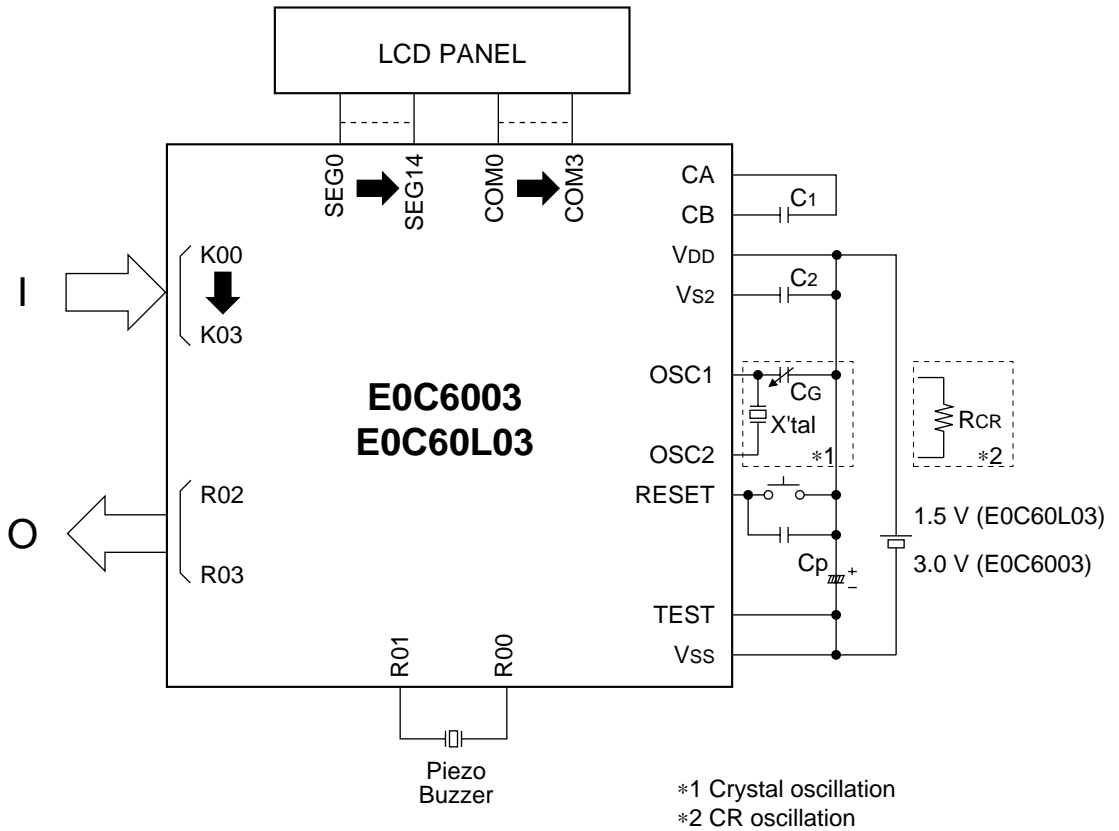 LCD PANEL
SEG0
SEG14
COM0
COM3
CA
CB
C1
VDD
C2
VS2
I
K00
K03
E0C6003
E0C60L03
OSC1
CG
X'tal
OSC2
*1
RCR
*2
RESET
O
R02
R03
1.5 V (E0C60L03)
3.0 V (E0C6003)
Cp
+
–
TEST
VSS
R01
R00
Piezo
Buzzer
*1 Crystal oscillation
*2 CR oscillation